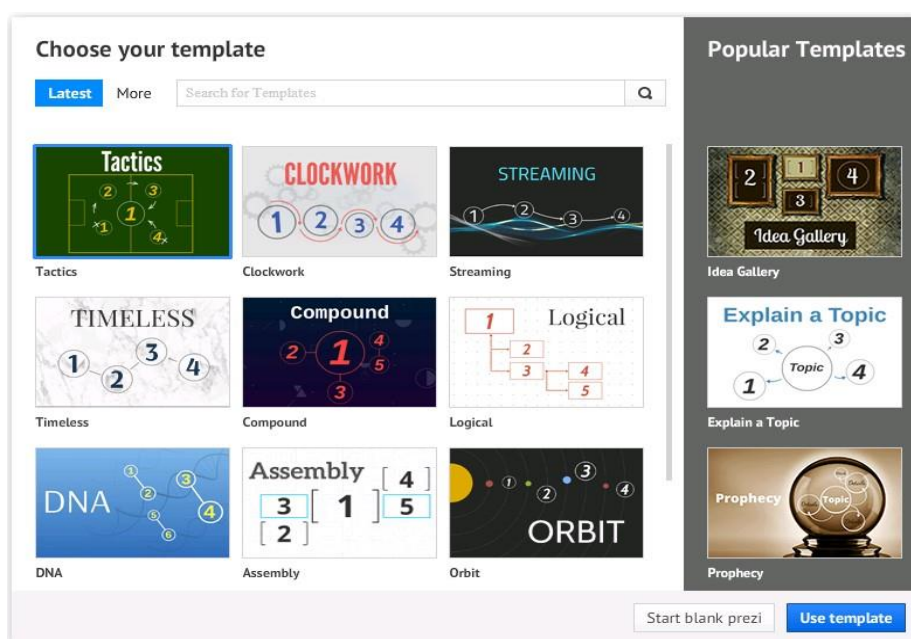 Choose your template
Popular Templates
Latest More Search for Templates
Tactics
2 3
1
1 4
Tactics
CLOCKWORK
1 2 3 4
Clockwork
STREAMING
1 2 3 4
Streaming
2 1 4
3
Idea Gallery
Idea Gallery
TIMELESS
1 2 3 4
Timeless
Compound
2 1 4
5
3
Compound
1 Logical
2
3 4
5
Logical
Explain a Topic
2 3
Topic
1 4
Explain a Topic
DNA
1 2 3 4
5 6
DNA
Assembly
3 1 4
2 5
Assembly
1 2 3 4
ORBIT
Orbit
Prophecy
Topic
Prophecy
Start blank prezi Use template